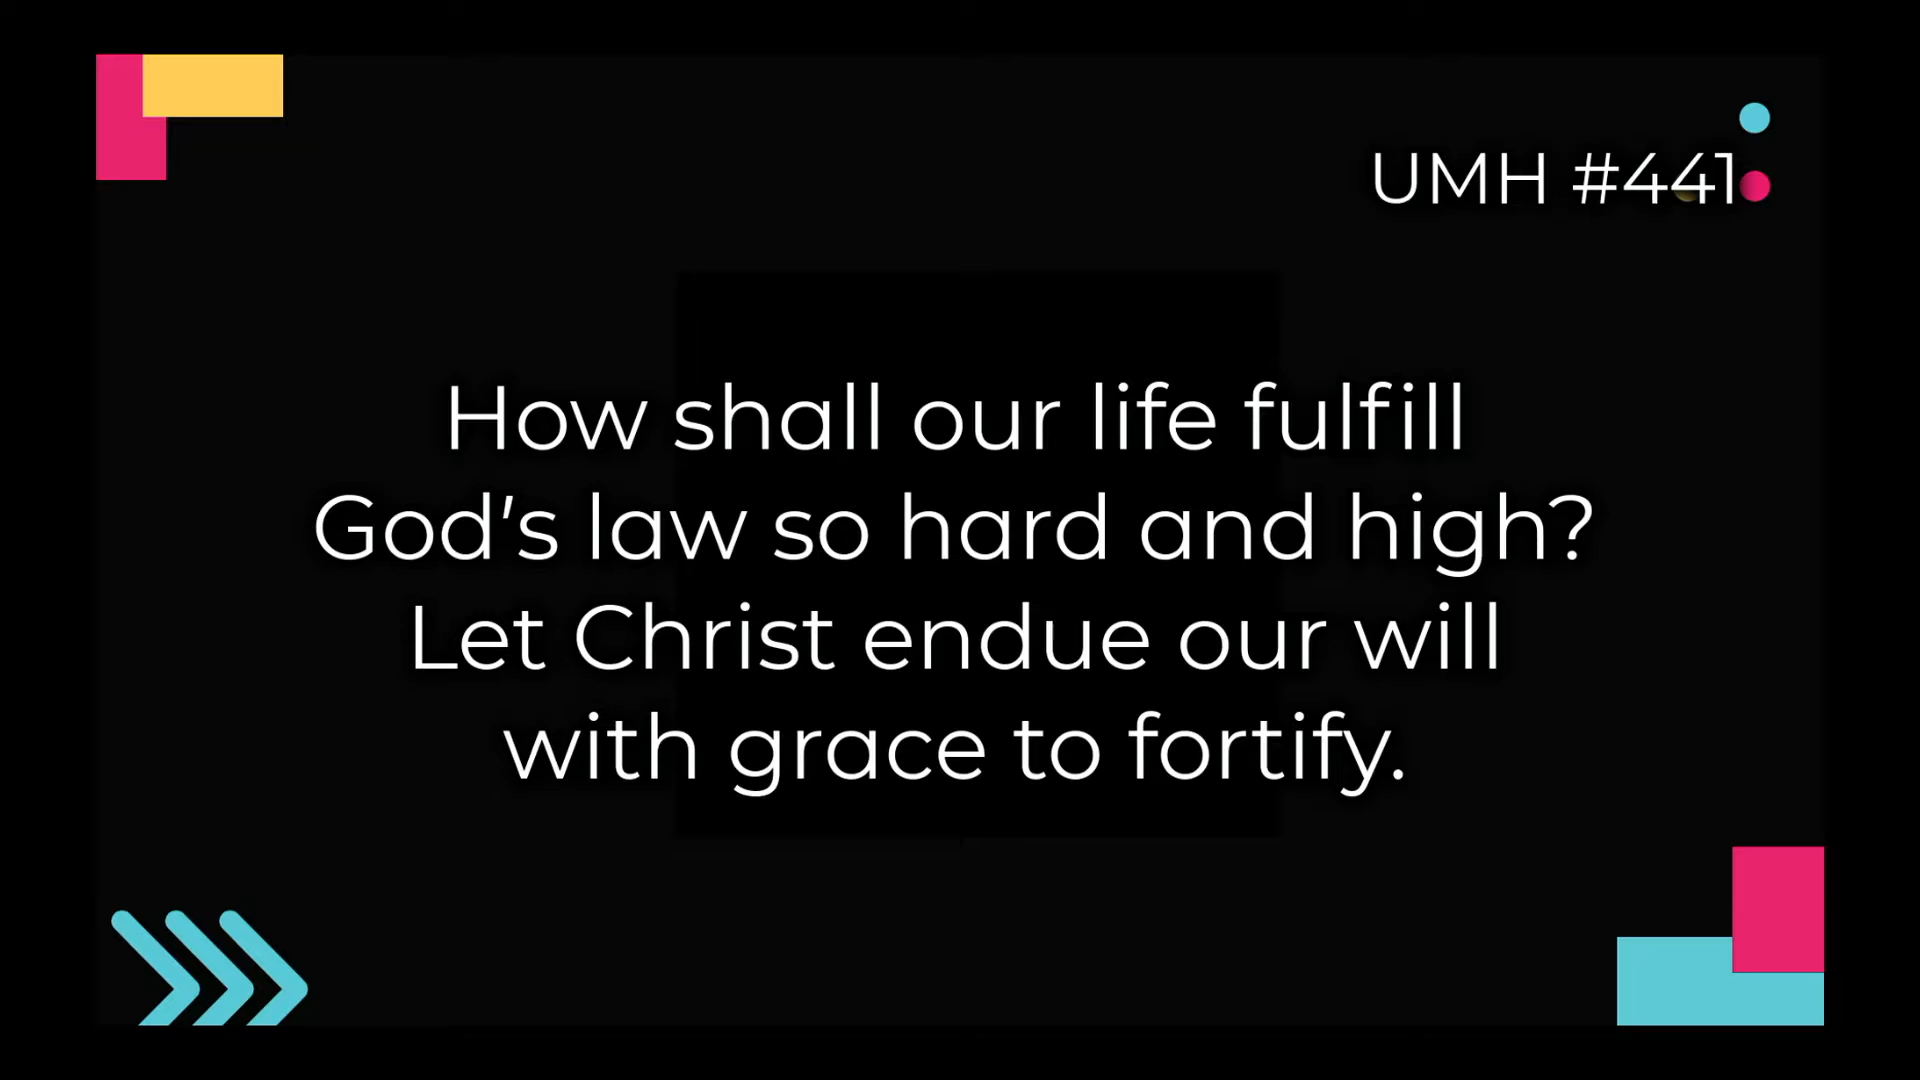 UMH #441
How shall our life fulfill
God's law so hard and high?
Let Christ endue our will
with grace to fortify.